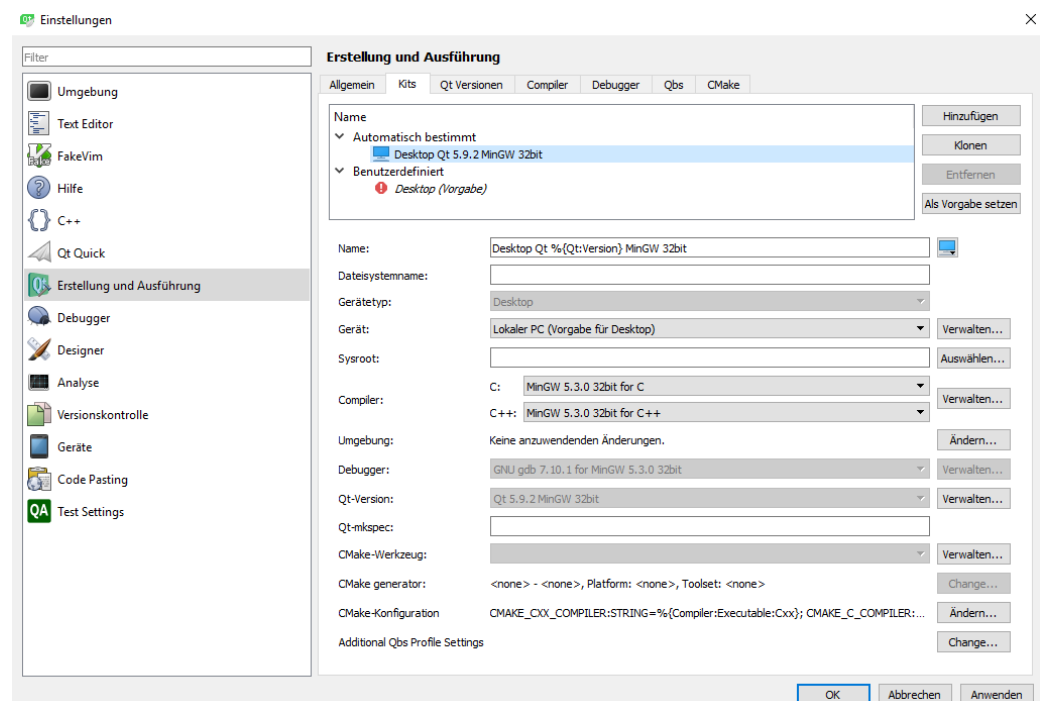 Einstellungen
Filter
Umgebung
Text Editor
FakeVim
Hilfe
C++
Qt Quick
Erstellung und Ausführung
Debugger
Designer
Analyse
Versionskontrolle
Geräte
Code Pasting
QA Test Settings
Erstellung und Ausführung
Allgemein Kits Qt Versionen Compiler Debugger Qbs CMake
Name
Automatisch bestimmt
Desktop Qt 5.9.2 MinGW 32bit
Benutzerdefiniert
Desktop (Vorgabe)
Hinzufügen
Klonen
Entfernen
Als Vorgabe setzen
Name: Desktop Qt %{Qt:Version} MinGW 32bit
Dateisystemname:
Gerätetyp: Desktop
Gerät: Lokaler PC (Vorgabe für Desktop) Verwalten...
Sysroot: Auswählen...
Compiler: C: MinGW 5.3.0 32bit for C Verwalten...
C++: MinGW 5.3.0 32bit for C++
Umgebung: Keine anzuwendenden Änderungen. Ändern...
Debugger: GNU gdb 7.10.1 for MinGW 5.3.0 32bit Verwalten...
Qt-Version: Qt 5.9.2 MinGW 32bit Verwalten...
Qt-mkspec:
CMake-Werkzeug: Verwalten...
CMake generator: <none> - <none>, Platform: <none>, Toolset: <none> Change...
CMake-Konfiguration CMAKE_CXX_COMPILER:STRING=%{Compiler:Executable:Cxx}; CMAKE_C_COMPILER:... Ändern...
Additional Qbs Profile Settings Change...
OK Abbrechen Anwenden